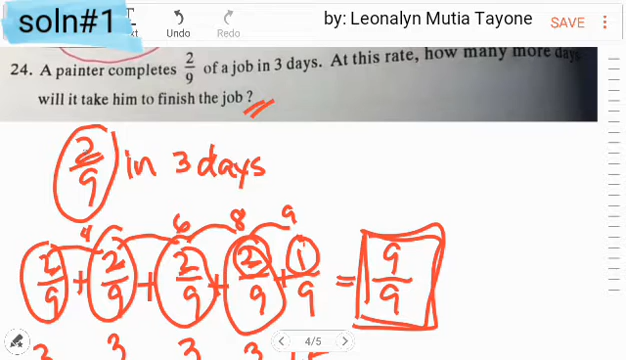 soln#1
Undo
Redo
by: Leonalyn Mutia Tayone
SAVE
24. A painter completes 2/9 of a job in 3 days. At this rate, how many more days
will it take him to finish the job?
2/9 in 3 days
4 6 8 9
2/9 + 2/9 + 2/9 + 2/9 + 1/9 = 9/9
4/5
3 3 3 3